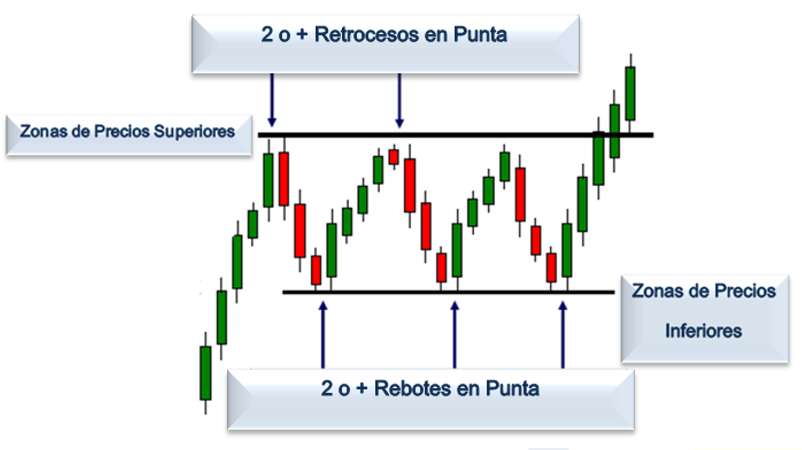 2 o + Retrocesos en Punta
Zonas de Precios Superiores
Zonas de Precios
Inferiores
2 o + Rebotes en Punta